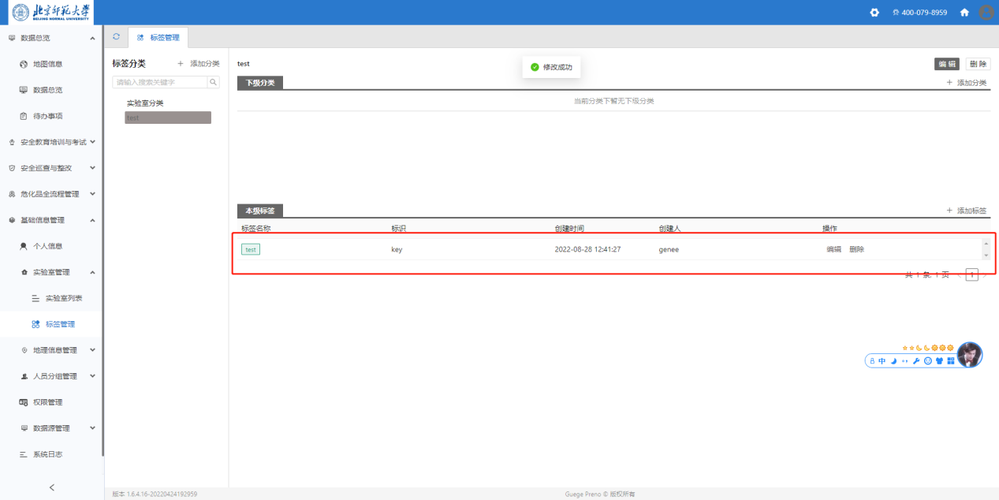 北京师范大学
BEIJING NORMAL UNIVERSITY
400-079-8959
数据总览
地图信息
数据总览
待办事项
安全教育培训与考试
安全巡查与整改
危化品全流程管理
基础信息管理
个人信息
实验室管理
实验室列表
标签管理
地理信息管理
人员分组管理
权限管理
数据源管理
系统日志
标签管理
标签分类
+ 添加分类
请输入搜索关键字
实验室分类
test
test
修改成功
编 辑 删 除
下级分类
+ 添加分类
当前分类下暂无下级分类
本级标签
+ 添加标签
标签名称 标识 创建时间 创建人 操作
test key 2022-08-28 12:41:27 genee 编辑 删除
共 1 条, 1 页 < 1 >
中
版本 1.6.4.16-20220424192959
Guege Preno © 版权所有